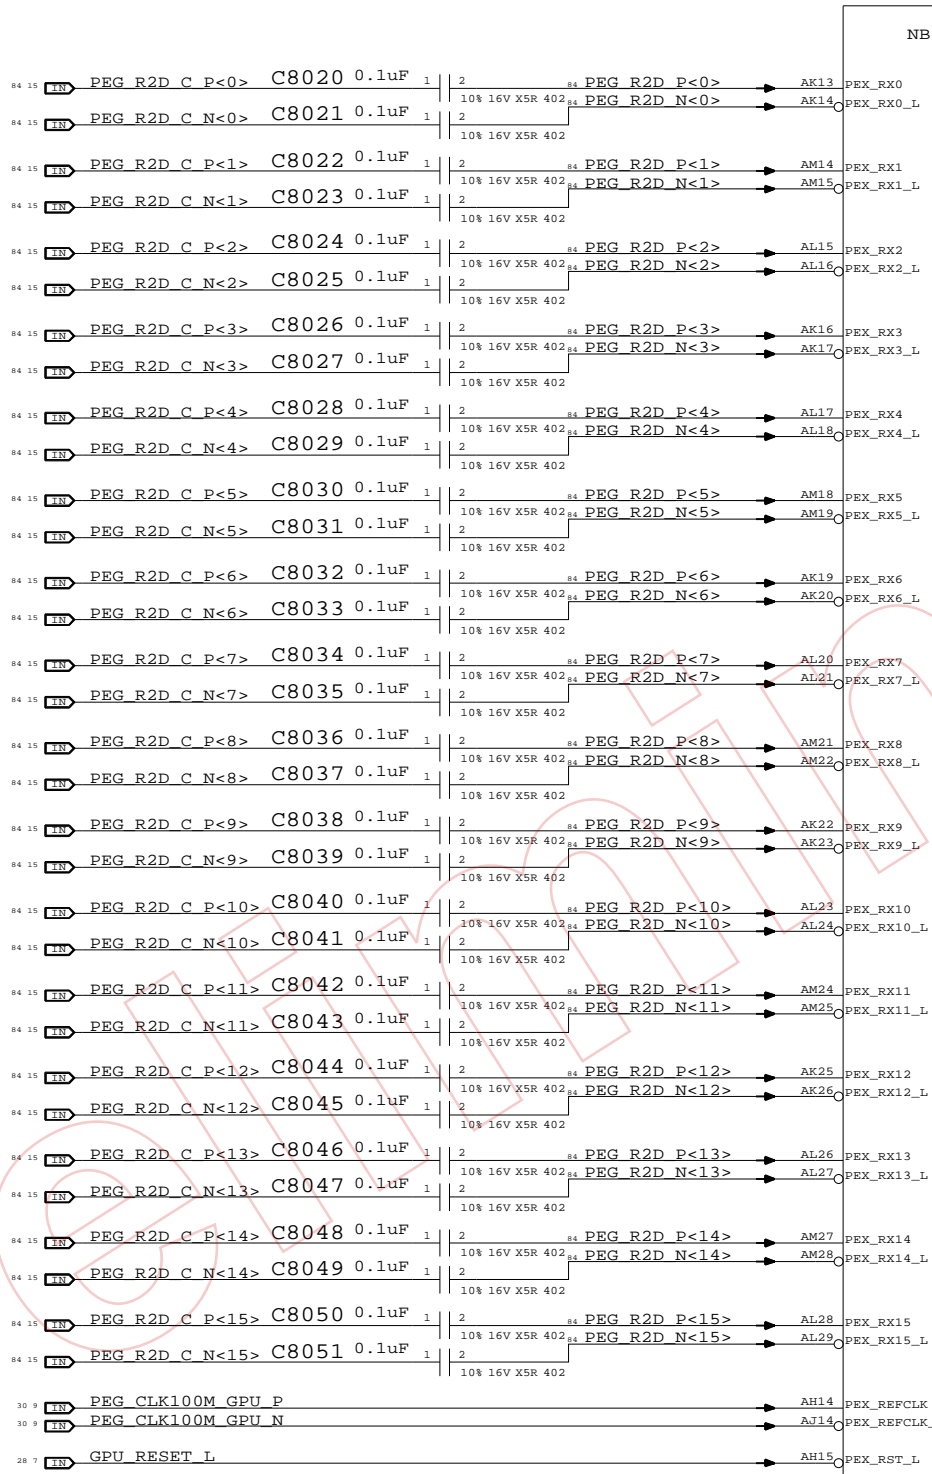 NB
84 15 IN PEG_R2D_C_P<0> C8020 0.1uF 1 2 10% 16V X5R 402 84 PEG_R2D_P<0> AK13 PEX_RX0
84 15 IN PEG_R2D_C_N<0> C8021 0.1uF 1 2 10% 16V X5R 402 PEG_R2D_N<0> AK14 PEX_RX0_L
84 15 IN PEG_R2D_C_P<1> C8022 0.1uF 1 2 10% 16V X5R 402 84 PEG_R2D_P<1> AM14 PEX_RX1
84 15 IN PEG_R2D_C_N<1> C8023 0.1uF 1 2 10% 16V X5R 402 84 PEG_R2D_N<1> AM15 PEX_RX1_L
84 15 IN PEG_R2D_C_P<2> C8024 0.1uF 1 2 10% 16V X5R 402 84 PEG_R2D_P<2> AL15 PEX_RX2
84 15 IN PEG_R2D_C_N<2> C8025 0.1uF 1 2 10% 16V X5R 402 84 PEG_R2D_N<2> AL16 PEX_RX2_L
84 15 IN PEG_R2D_C_P<3> C8026 0.1uF 1 2 10% 16V X5R 402 84 PEG_R2D_P<3> AK16 PEX_RX3
84 15 IN PEG_R2D_C_N<3> C8027 0.1uF 1 2 10% 16V X5R 402 84 PEG_R2D_N<3> AK17 PEX_RX3_L
84 15 IN PEG_R2D_C_P<4> C8028 0.1uF 1 2 10% 16V X5R 402 84 PEG_R2D_P<4> AL17 PEX_RX4
84 15 IN PEG_R2D_C_N<4> C8029 0.1uF 1 2 10% 16V X5R 402 84 PEG_R2D_N<4> AL18 PEX_RX4_L
84 15 IN PEG_R2D_C_P<5> C8030 0.1uF 1 2 10% 16V X5R 402 84 PEG_R2D_P<5> AM18 PEX_RX5
84 15 IN PEG_R2D_C_N<5> C8031 0.1uF 1 2 10% 16V X5R 402 84 PEG_R2D_N<5> AM19 PEX_RX5_L
84 15 IN PEG_R2D_C_P<6> C8032 0.1uF 1 2 10% 16V X5R 402 84 PEG_R2D_P<6> AK19 PEX_RX6
84 15 IN PEG_R2D_C_N<6> C8033 0.1uF 1 2 10% 16V X5R 402 84 PEG_R2D_N<6> AK20 PEX_RX6_L
84 15 IN PEG_R2D_C_P<7> C8034 0.1uF 1 2 10% 16V X5R 402 84 PEG_R2D_P<7> AL20 PEX_RX7
84 15 IN PEG_R2D_C_N<7> C8035 0.1uF 1 2 10% 16V X5R 402 84 PEG_R2D_N<7> AL21 PEX_RX7_L
84 15 IN PEG_R2D_C_P<8> C8036 0.1uF 1 2 10% 16V X5R 402 84 PEG_R2D_P<8> AM21 PEX_RX8
84 15 IN PEG_R2D_C_N<8> C8037 0.1uF 1 2 10% 16V X5R 402 84 PEG_R2D_N<8> AM22 PEX_RX8_L
84 15 IN PEG_R2D_C_P<9> C8038 0.1uF 1 2 10% 16V X5R 402 84 PEG_R2D_P<9> AK22 PEX_RX9
84 15 IN PEG_R2D_C_N<9> C8039 0.1uF 1 2 10% 16V X5R 402 84 PEG_R2D_N<9> AK23 PEX_RX9_L
84 15 IN PEG_R2D_C_P<10> C8040 0.1uF 1 2 10% 16V X5R 402 84 PEG_R2D_P<10> AL23 PEX_RX10
84 15 IN PEG_R2D_C_N<10> C8041 0.1uF 1 2 10% 16V X5R 402 84 PEG_R2D_N<10> AL24 PEX_RX10_L
84 15 IN PEG_R2D_C_P<11> C8042 0.1uF 1 2 10% 16V X5R 402 84 PEG_R2D_P<11> AM24 PEX_RX11
84 15 IN PEG_R2D_C_N<11> C8043 0.1uF 1 2 10% 16V X5R 402 84 PEG_R2D_N<11> AM25 PEX_RX11_L
84 15 IN PEG_R2D_C_P<12> C8044 0.1uF 1 2 10% 16V X5R 402 84 PEG_R2D_P<12> AK25 PEX_RX12
84 15 IN PEG_R2D_C_N<12> C8045 0.1uF 1 2 10% 16V X5R 402 84 PEG_R2D_N<12> AK26 PEX_RX12_L
84 15 IN PEG_R2D_C_P<13> C8046 0.1uF 1 2 10% 16V X5R 402 84 PEG_R2D_P<13> AL26 PEX_RX13
84 15 IN PEG_R2D_C_N<13> C8047 0.1uF 1 2 10% 16V X5R 402 84 PEG_R2D_N<13> AL27 PEX_RX13_L
84 15 IN PEG_R2D_C_P<14> C8048 0.1uF 1 2 10% 16V X5R 402 84 PEG_R2D_P<14> AM27 PEX_RX14
84 15 IN PEG_R2D_C_N<14> C8049 0.1uF 1 2 10% 16V X5R 402 84 PEG_R2D_N<14> AM28 PEX_RX14_L
84 15 IN PEG_R2D_C_P<15> C8050 0.1uF 1 2 10% 16V X5R 402 84 PEG_R2D_P<15> AL28 PEX_RX15
84 15 IN PEG_R2D_C_N<15> C8051 0.1uF 1 2 10% 16V X5R 402 84 PEG_R2D_N<15> AL29 PEX_RX15_L
30 9 IN PEG_CLK100M_GPU_P AH14 PEX_REFCLK
30 9 IN PEG_CLK100M_GPU_N AJ14 PEX_REFCLK_
28 7 IN GPU_RESET_L AH15 PEX_RST_L
elimin